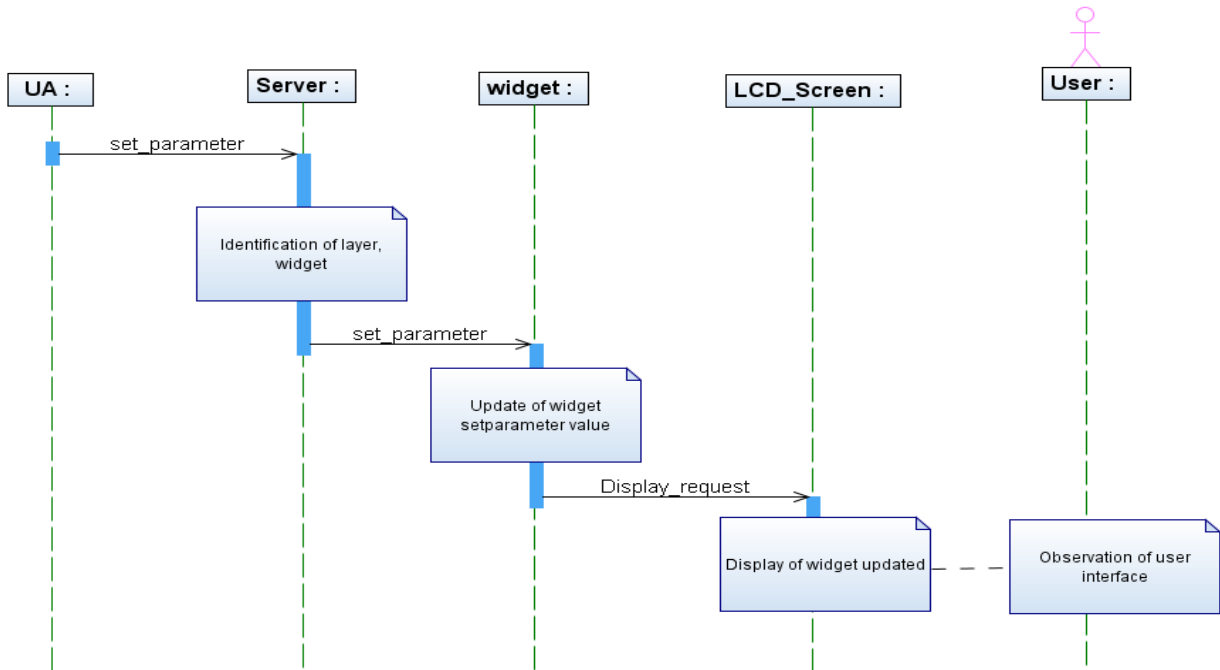 UA :
Server :
widget :
LCD_Screen :
User :
set_parameter
Identification of layer,
widget
set_parameter
Update of widget
setparameter value
Display_request
Display of widget updated
Observation of user
interface